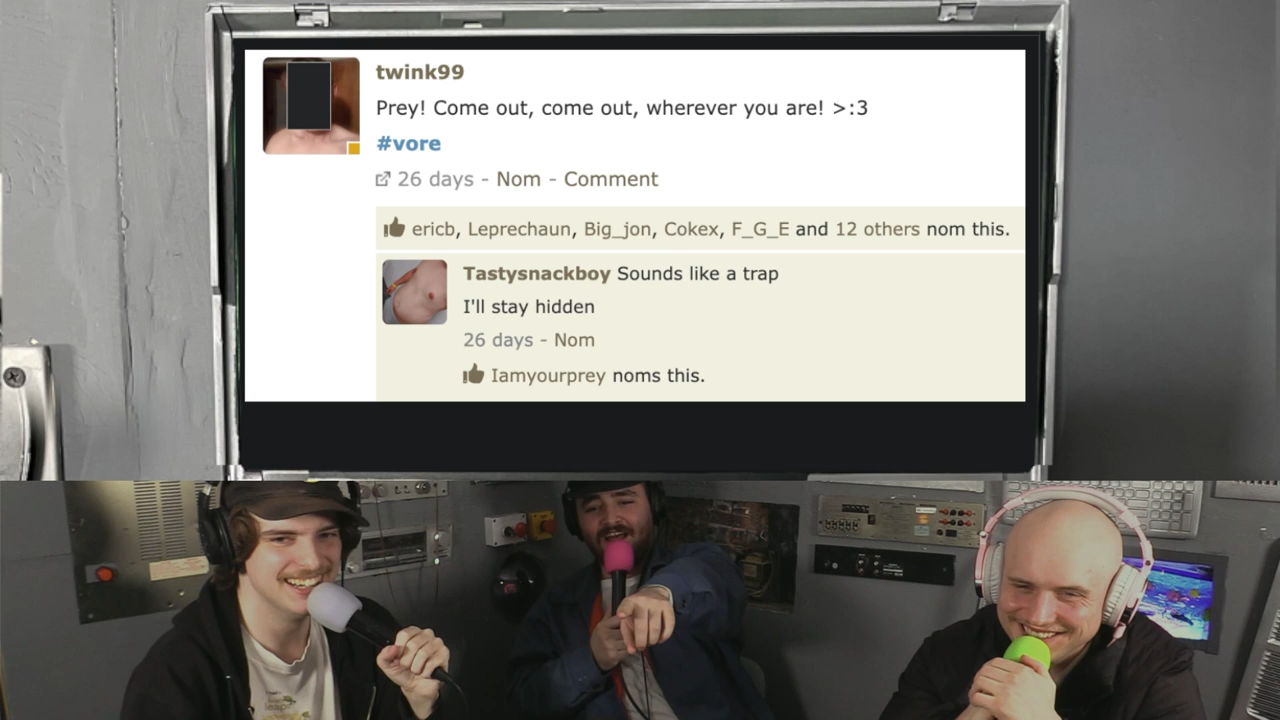 twink99
Prey! Come out, come out, wherever you are! >:3
#vore
26 days - Nom - Comment
ericb, Leprechaun, Big_jon, Cokex, F_G_E and 12 others nom this.
Tastysnackboy Sounds like a trap
I'll stay hidden
26 days - Nom
Iamyourprey noms this.